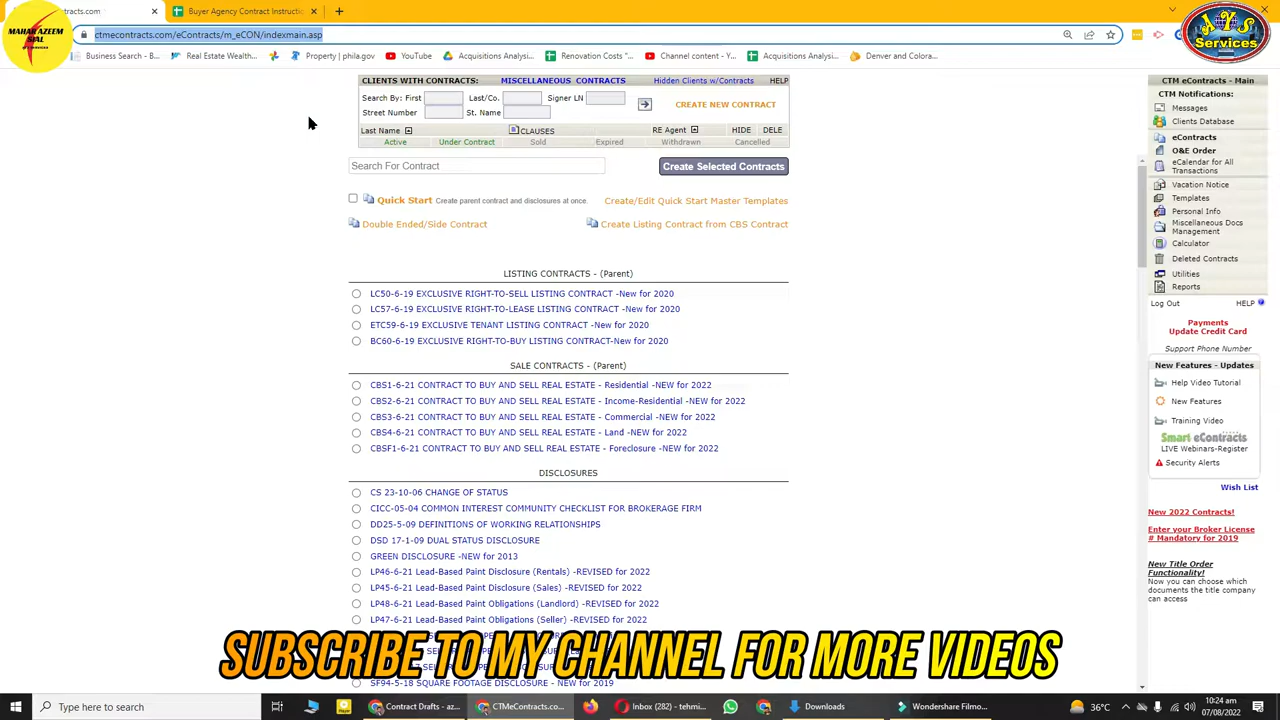 ctmecontracts.com
Buyer Agency Contract Instruction
ctmecontracts.com/eContracts/m_eCON/indexmain.asp
MAHAR AZEEM
SIAL
AYS
Services
Business Search - B...
Real Estate Wealth...
Property | phila.gov
YouTube
Acquisitions Analysi...
Renovation Costs -...
Channel content - Y...
Acquisitions Analysi...
Denver and Colora...
CLIENTS WITH CONTRACTS:
MISCELLANEOUS CONTRACTS
Hidden Clients w/Contracts
HELP
Search By: First
Last/Co.
Signer LN
CREATE NEW CONTRACT
Street Number
St. Name
Last Name
CLAUSES
RE Agent
HIDE
DELE
Active
Under Contract
Sold
Expired
Withdrawn
Cancelled
Search For Contract
Create Selected Contracts
Quick Start Create parent contract and disclosures at once.
Create/Edit Quick Start Master Templates
Double Ended/Side Contract
Create Listing Contract from CBS Contract
LISTING CONTRACTS - (Parent)
LC50-6-19 EXCLUSIVE RIGHT-TO-SELL LISTING CONTRACT -New for 2020
LC57-6-19 EXCLUSIVE RIGHT-TO-LEASE LISTING CONTRACT -New for 2020
ETC59-6-19 EXCLUSIVE TENANT LISTING CONTRACT -New for 2020
BC60-6-19 EXCLUSIVE RIGHT-TO-BUY LISTING CONTRACT-New for 2020
SALE CONTRACTS - (Parent)
CBS1-6-21 CONTRACT TO BUY AND SELL REAL ESTATE - Residential -NEW for 2022
CBS2-6-21 CONTRACT TO BUY AND SELL REAL ESTATE - Income-Residential -NEW for 2022
CBS3-6-21 CONTRACT TO BUY AND SELL REAL ESTATE - Commercial -NEW for 2022
CBS4-6-21 CONTRACT TO BUY AND SELL REAL ESTATE - Land -NEW for 2022
CBSF1-6-21 CONTRACT TO BUY AND SELL REAL ESTATE - Foreclosure -NEW for 2022
DISCLOSURES
CS 23-10-06 CHANGE OF STATUS
CICC-05-04 COMMON INTEREST COMMUNITY CHECKLIST FOR BROKERAGE FIRM
DD25-5-09 DEFINITIONS OF WORKING RELATIONSHIPS
DSD 17-1-09 DUAL STATUS DISCLOSURE
GREEN DISCLOSURE -NEW for 2013
LP46-6-21 Lead-Based Paint Disclosure (Rentals) -REVISED for 2022
LP45-6-21 Lead-Based Paint Disclosure (Sales) -REVISED for 2022
LP48-6-21 Lead-Based Paint Obligations (Landlord) -REVISED for 2022
LP47-6-21 Lead-Based Paint Obligations (Seller) -REVISED for 2022
SF94-5-18 SQUARE FOOTAGE DISCLOSURE - NEW for 2019
CTM eContracts - Main
CTM Notifications:
Messages
Clients Database
eContracts
O&E Order
eCalendar for All
Transactions
Vacation Notice
Templates
Personal Info
Miscellaneous Docs
Management
Calculator
Deleted Contracts
Utilities
Reports
Log Out
HELP
Payments
Update Credit Card
Support Phone Number
New Features - Updates
Help Video Tutorial
New Features
Training Video
Smart eContracts
LIVE Webinars-Register
Security Alerts
Wish List
New 2022 Contracts!
Enter your Broker License
# Mandatory for 2019
New Title Order
Functionality!
Now you can choose which
documents the title company
can access
SUBSCRIBE TO MY CHANNEL FOR MORE VIDEOS
Type here to search
Contract Drafts - az...
CTMeContracts.co...
Inbox (282) - tehmi...
Downloads
Wondershare Filmo...
36°C
10:24 am
07/08/2022